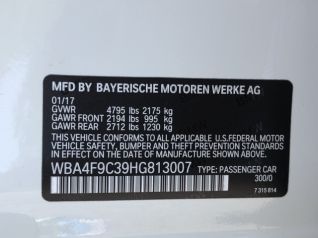 MFD BY BAYERISCHE MOTOREN WERKE AG
01/17
GVWR 4795 lbs 2175 kg
GAWR FRONT 2194 lbs 995 kg
GAWR REAR 2712 lbs 1230 kg
THIS VEHICLE CONFORMS TO ALL APPLICABLE U.S.FEDERAL MOTOR
VEHICLE SAFETY, BUMPER AND THEFT PREVENTION STANDARDS
IN EFFECT ON THE DATE OF MANUFACTURE SHOWN ABOVE.
WBA4F9C39HG813007 TYPE: PASSENGER CAR
300/0
7 315 814